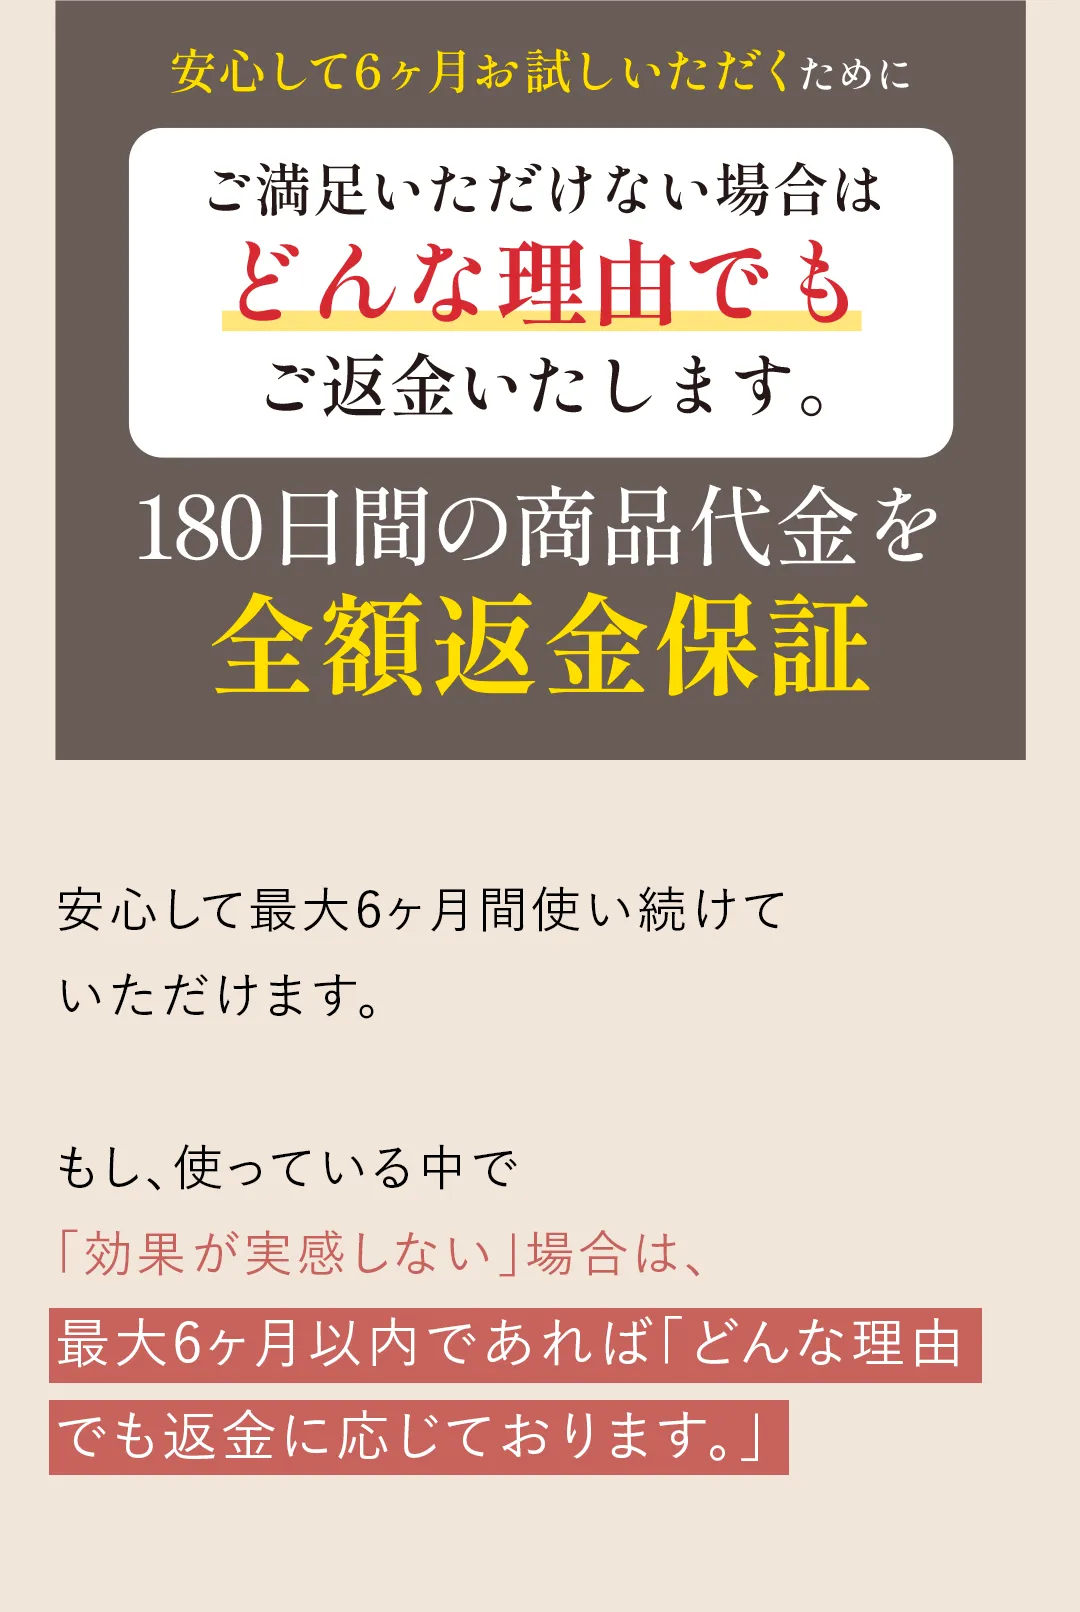 安心して6ヶ月お試しいただくために
ご満足いただけない場合は
どんな理由でも
ご返金いたします。
180日間の商品代金を
全額返金保証
安心して最大6ヶ月間使い続けて
いただけます。
もし、使っている中で
「効果が実感しない」場合は、
最大6ヶ月以内であれば「どんな理由
でも返金に応じております。」